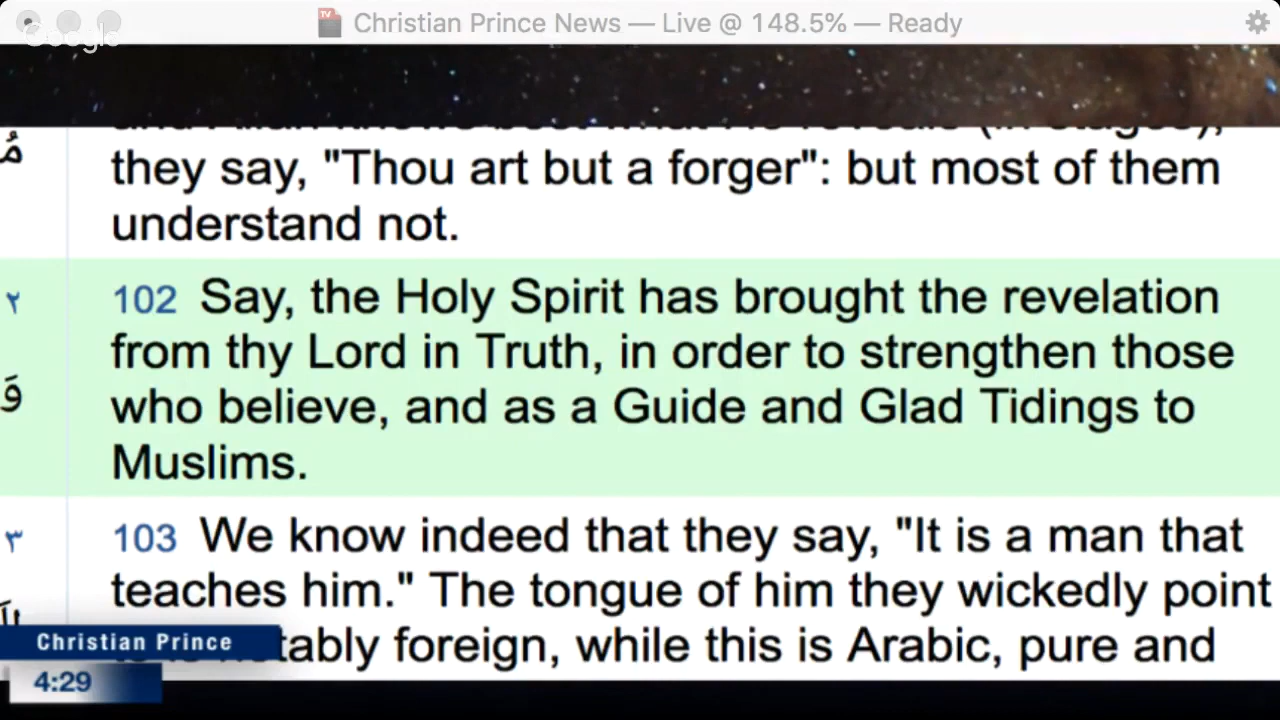 Christian Prince News — Live @ 148.5% — Ready
Google
TV
they say, "Thou art but a forger": but most of them
understand not.
102 Say, the Holy Spirit has brought the revelation
from thy Lord in Truth, in order to strengthen those
who believe, and as a Guide and Glad Tidings to
Muslims.
103 We know indeed that they say, "It is a man that
teaches him." The tongue of him they wickedly point
foreign, while this is Arabic, pure and
٢
وَ
٣
Christian Prince
4:29